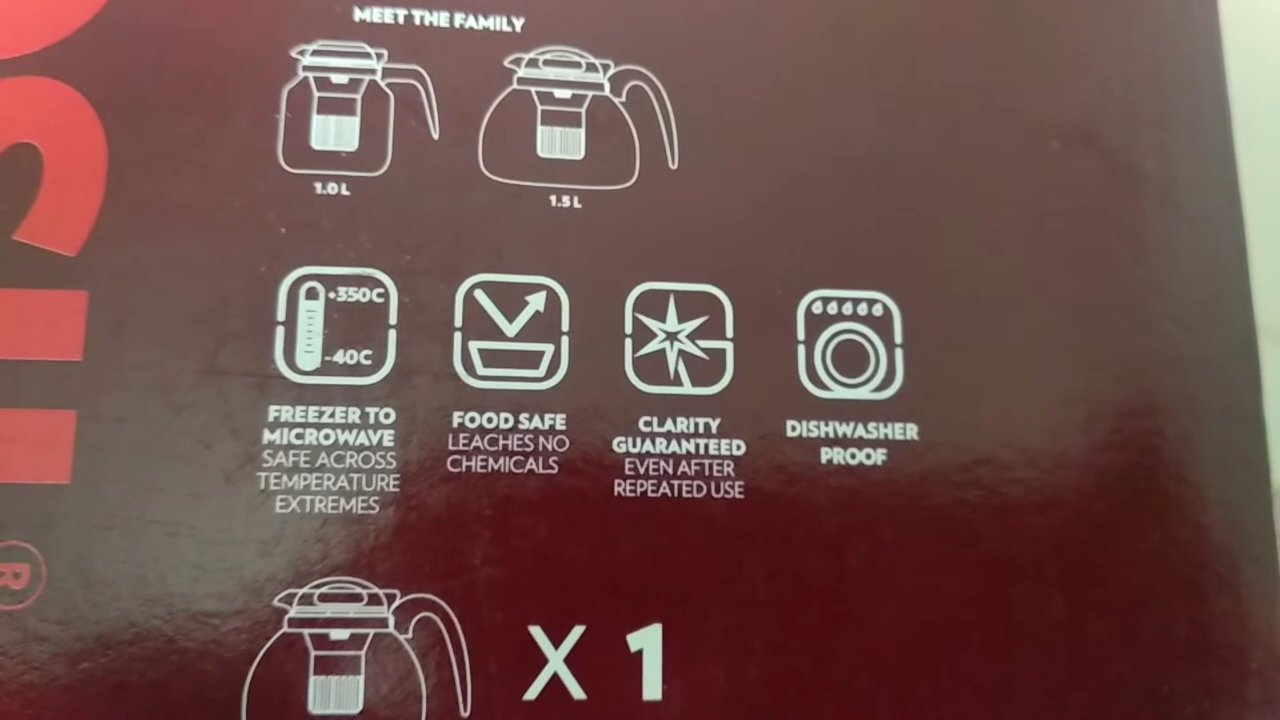 MEET THE FAMILY
1.0 L
1.5 L
+350C
-40C
FREEZER TO
MICROWAVE
SAFE ACROSS
TEMPERATURE
EXTREMES
FOOD SAFE
LEACHES NO
CHEMICALS
CLARITY
GUARANTEED
EVEN AFTER
REPEATED USE
DISHWASHER
PROOF
X 1
®